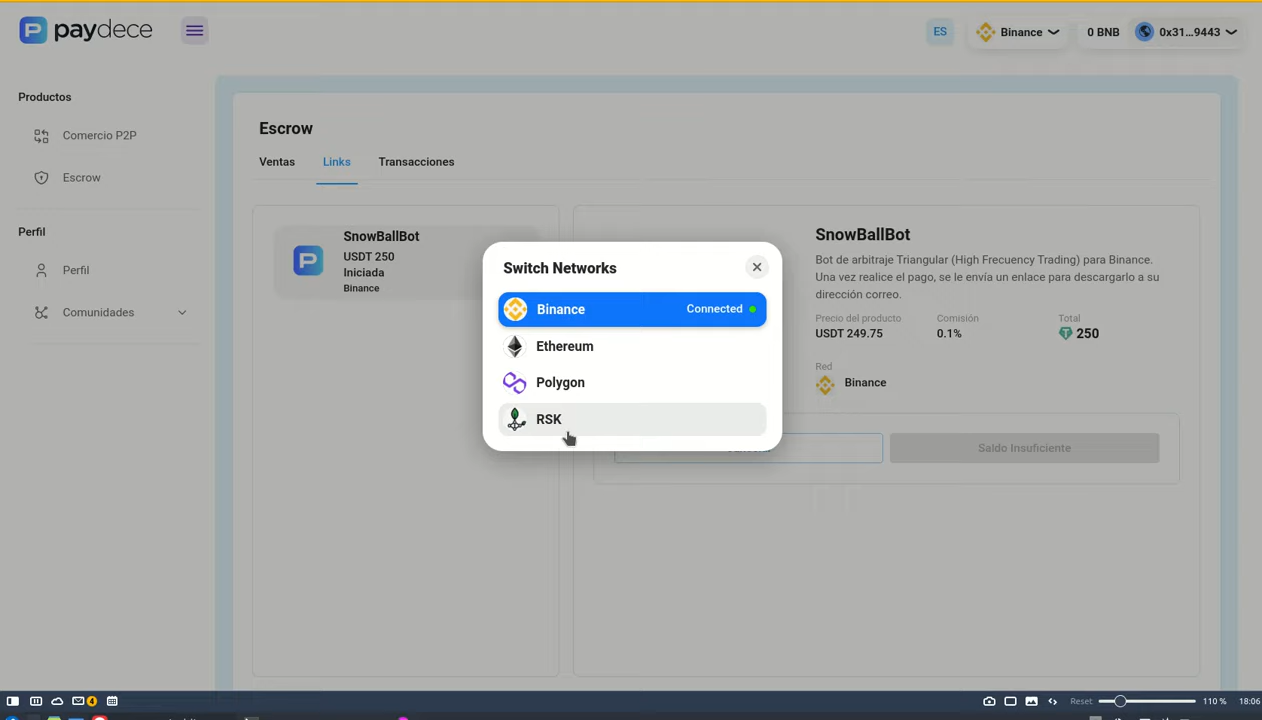 paydece
ES
Binance
0 BNB
0x31...9443
Productos
Comercio P2P
Escrow
Perfil
Perfil
Comunidades
Escrow
Ventas
Links
Transacciones
SnowBallBot
USDT 250
Iniciada
Binance
Switch Networks
Binance
Connected
Ethereum
Polygon
RSK
SnowBallBot
Bot de arbitraje Triangular (High Frecuency Trading) para Binance.
Una vez realice el pago, se le envía un enlace para descargarlo a su
dirección correo.
Precio del producto
Comisión
Total
USDT 249.75
0.1%
250
Red
Binance
Saldo Insuficiente
4
Reset
110 %
18:06